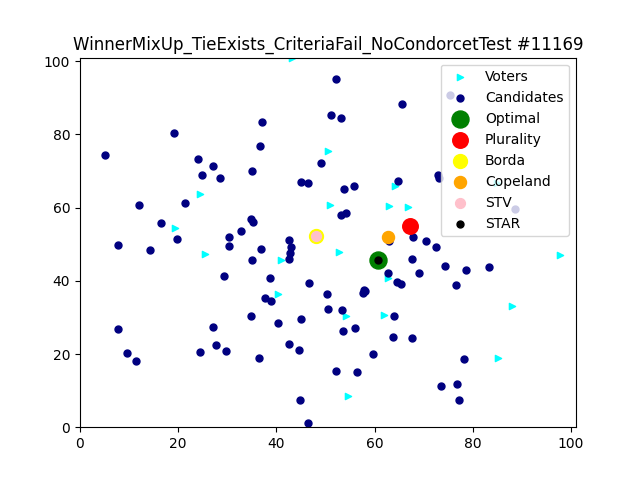 WinnerMixUp_TieExists_CriteriaFail_NoCondorcetTest #11169
100
80
60
40
20
0
0
20
40
60
80
100
Voters
Candidates
Optimal
Plurality
Borda
Copeland
STV
STAR